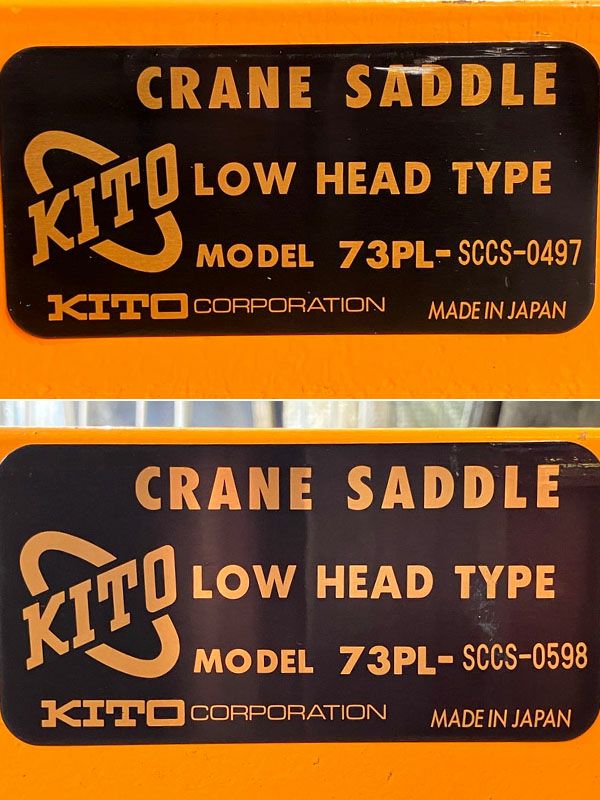 CRANE SADDLE
KITO LOW HEAD TYPE
MODEL 73PL-SCCS-0497
KITO CORPORATION MADE IN JAPAN
CRANE SADDLE
KITO LOW HEAD TYPE
MODEL 73PL-SCCS-0598
KITO CORPORATION MADE IN JAPAN